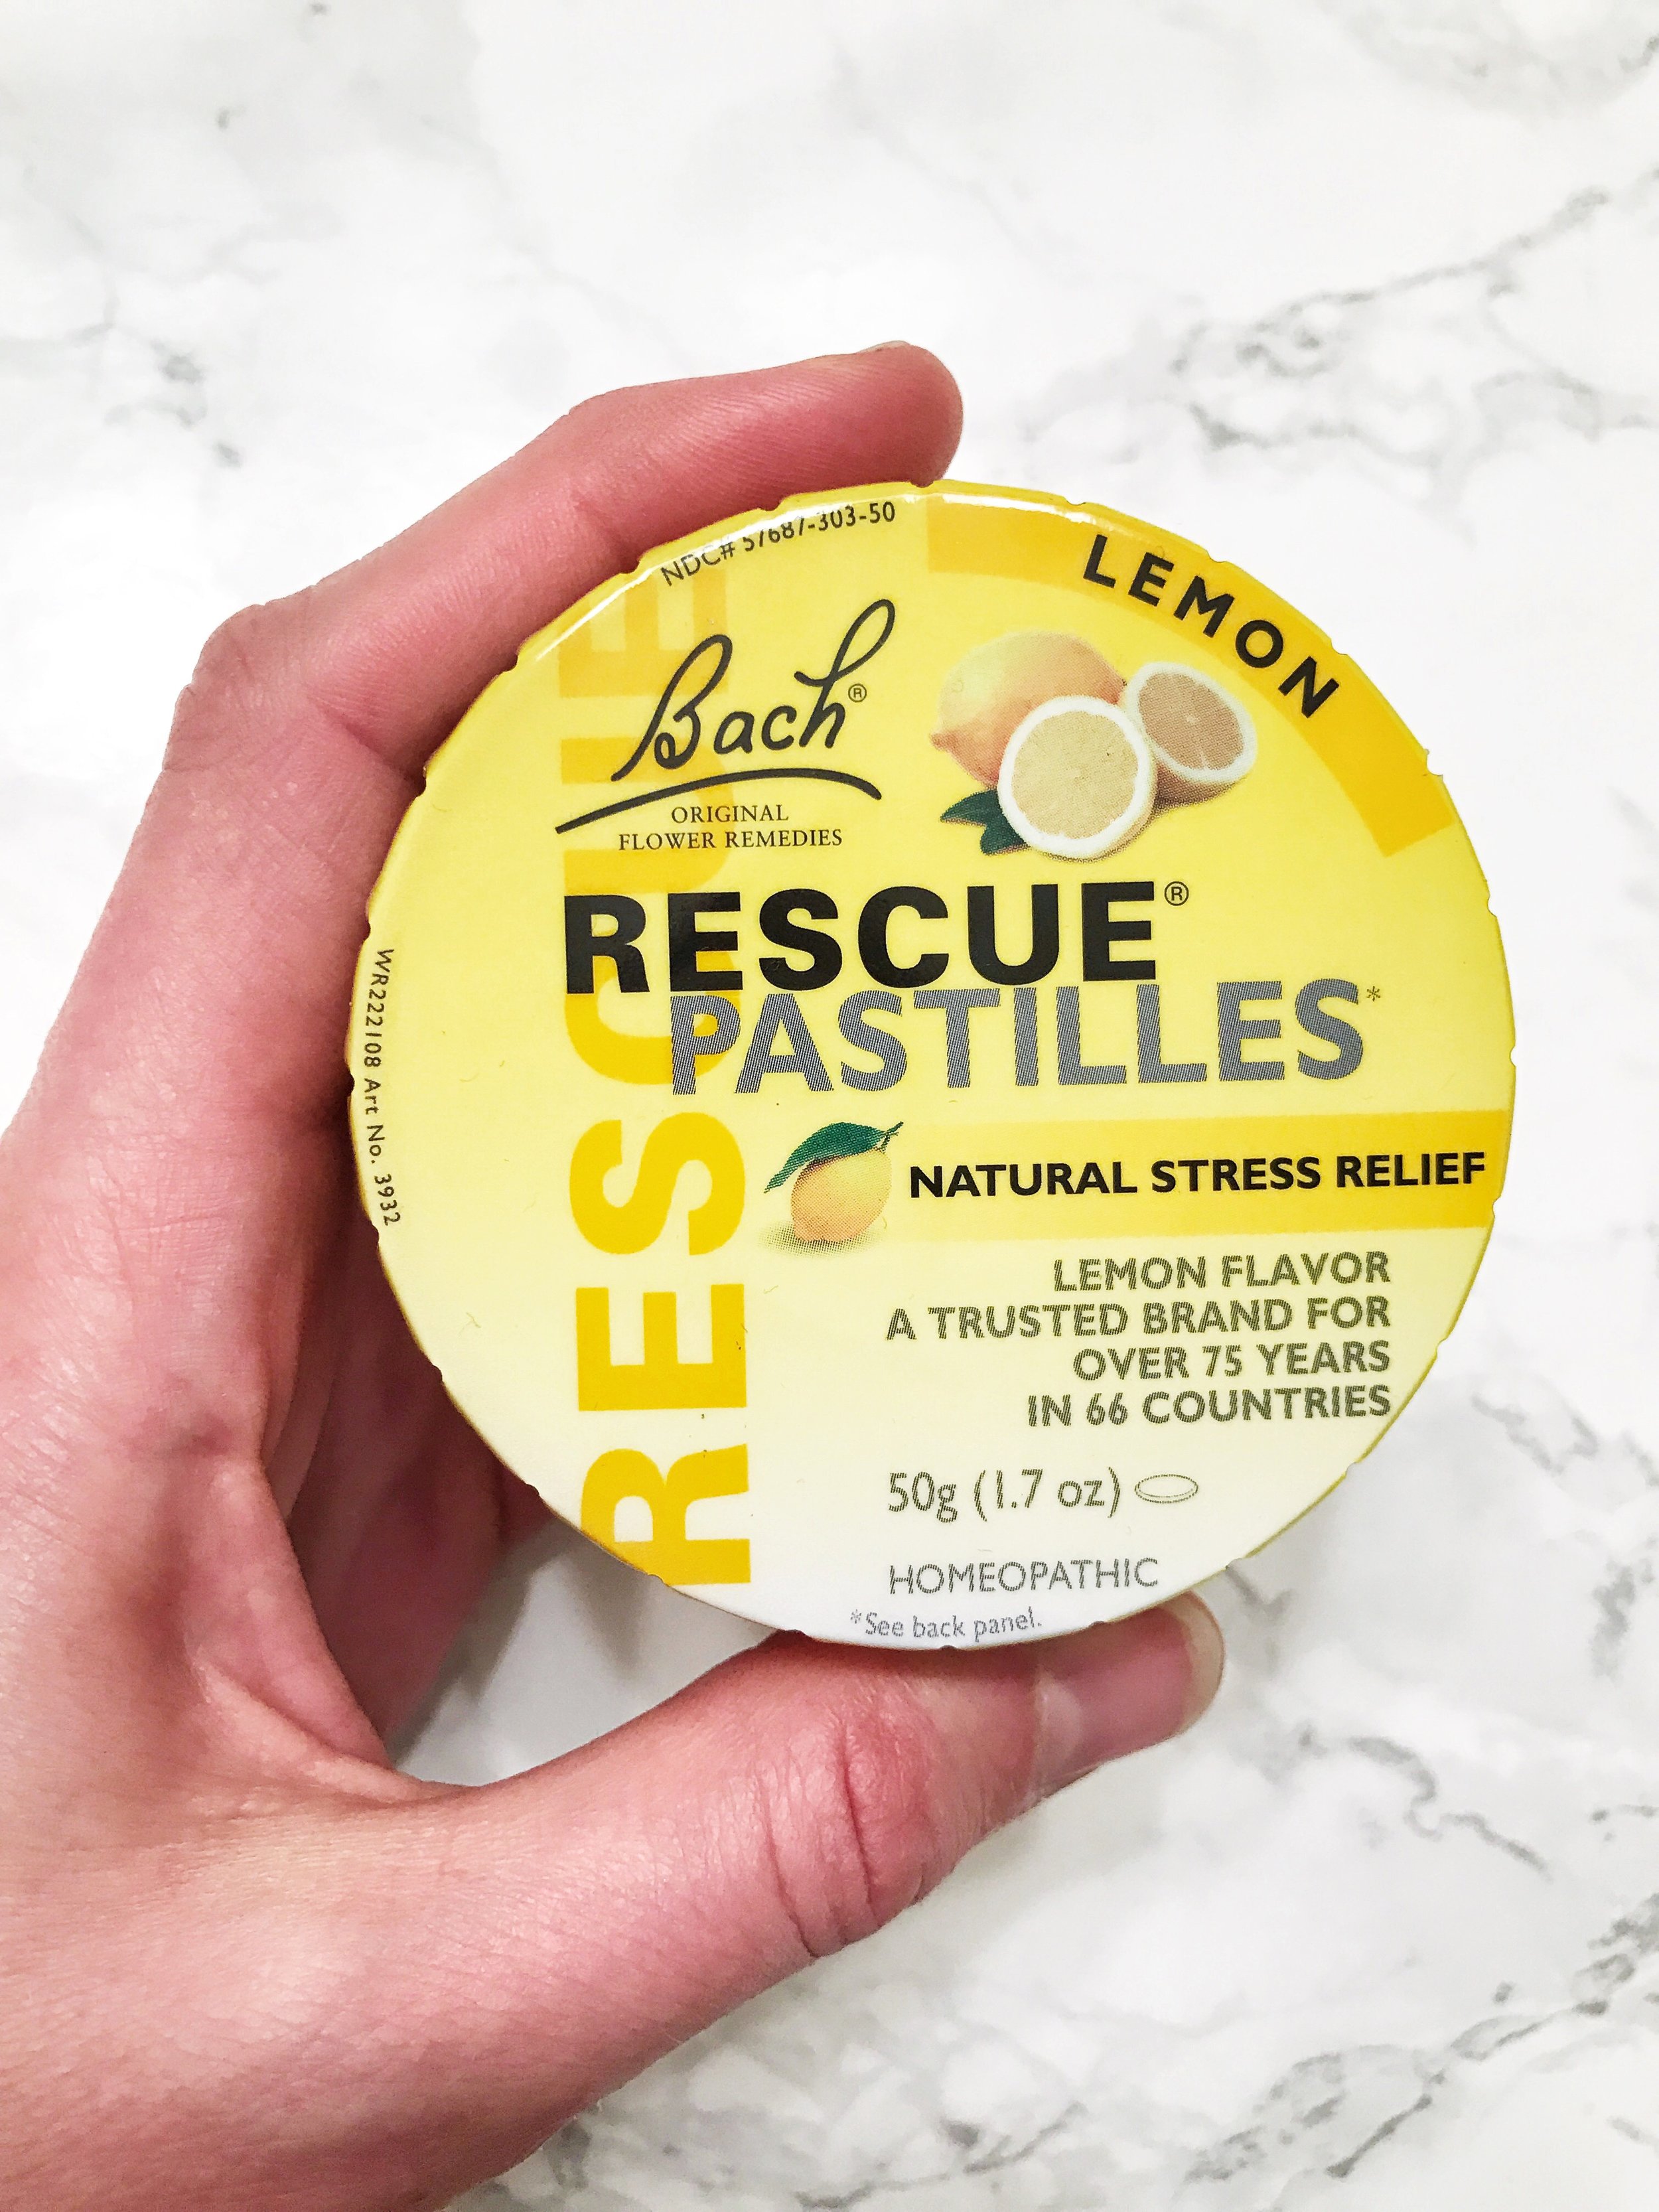 NDC# 57687-303-50
LEMON
Bach®
ORIGINAL
FLOWER REMEDIES
RESCUE®
PASTILLES*
RESCUE
NATURAL STRESS RELIEF
LEMON FLAVOR
A TRUSTED BRAND FOR
OVER 75 YEARS
IN 66 COUNTRIES
50g (1.7 oz)
HOMEOPATHIC
*See back panel.
WR222108 Art No. 3932